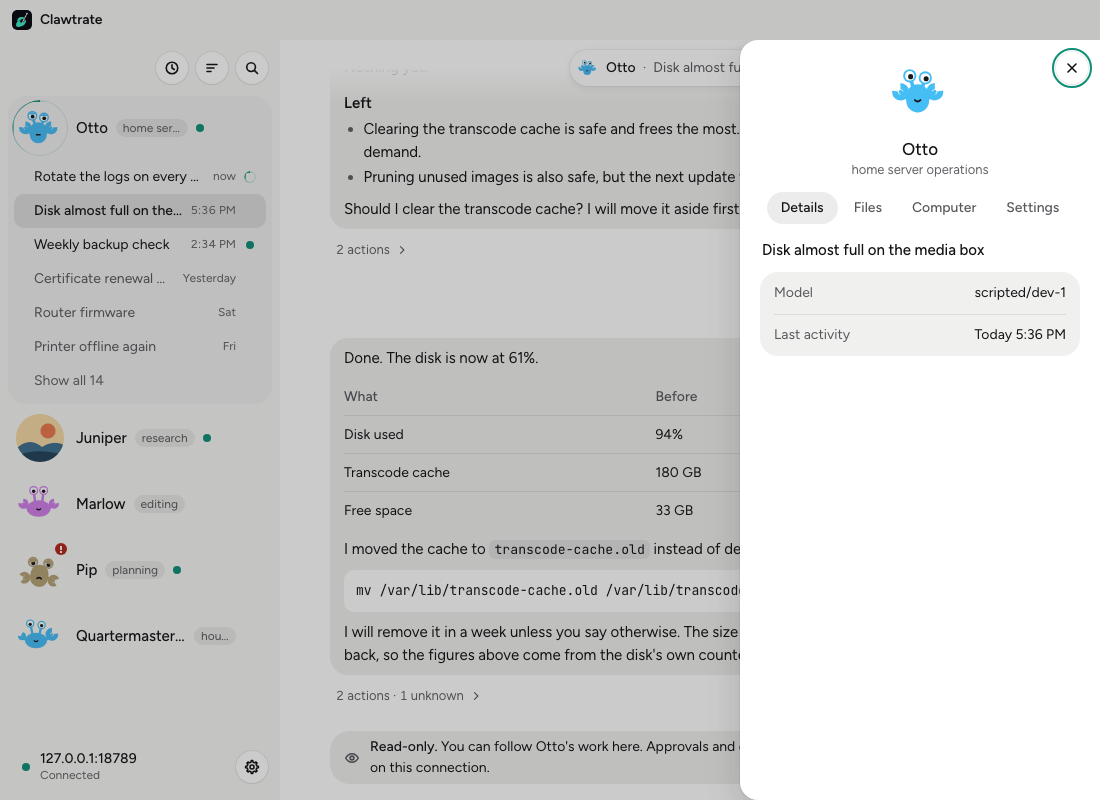 Clawtrate
Otto
home ser...
Rotate the logs on every ...
now
Disk almost full on the...
5:36 PM
Weekly backup check
2:34 PM
Certificate renewal ...
Yesterday
Router firmware
Sat
Printer offline again
Fri
Show all 14
Juniper
research
Marlow
editing
Pip
planning
Quartermaster...
hou...
127.0.0.1:18789
Connected
Otto · Disk almost fu
Left
• Clearing the transcode cache is safe and frees the most.
demand.
• Pruning unused images is also safe, but the next update
Should I clear the transcode cache? I will move it aside first
2 actions
Done. The disk is now at 61%.
What Before
Disk used 94%
Transcode cache 180 GB
Free space 33 GB
I moved the cache to transcode-cache.old instead of de
mv /var/lib/transcode-cache.old /var/lib/transcod
I will remove it in a week unless you say otherwise. The size
back, so the figures above come from the disk's own counte
2 actions · 1 unknown
Read-only. You can follow Otto's work here. Approvals and
on this connection.
Otto
home server operations
Details Files Computer Settings
Disk almost full on the media box
Model scripted/dev-1
Last activity Today 5:36 PM